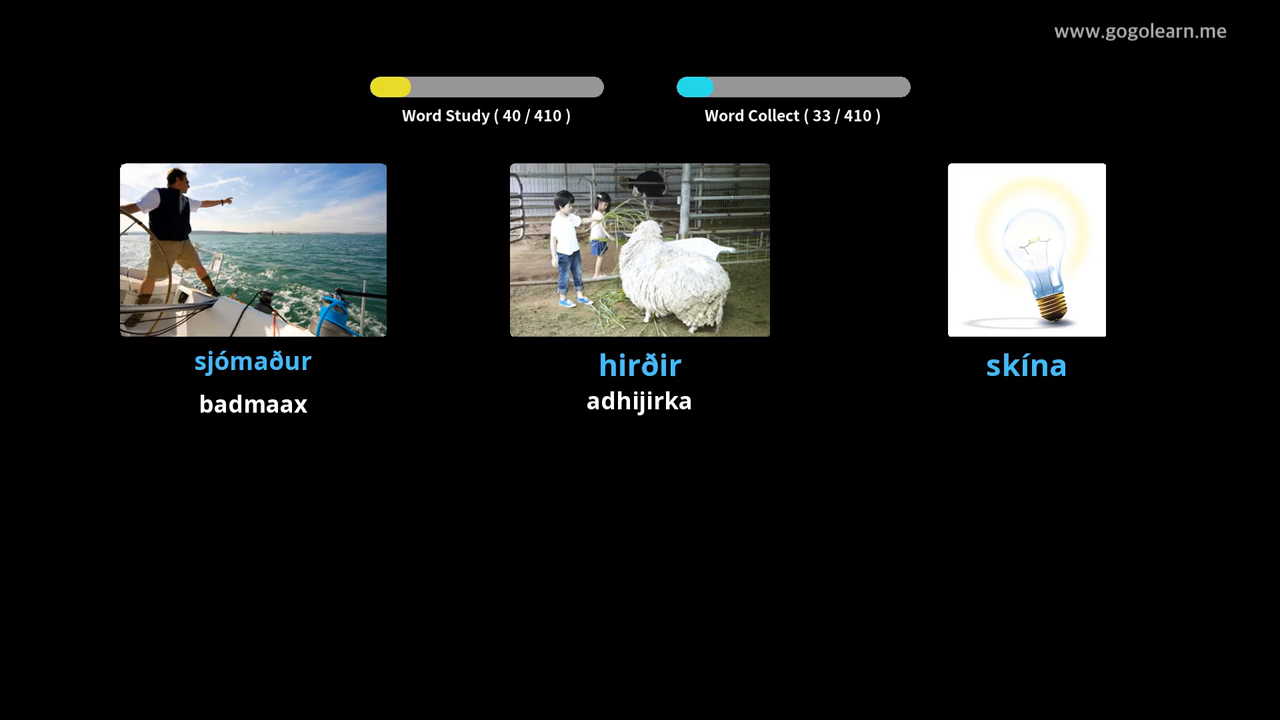 www.gogolearn.me
Word Study ( 40 / 410 )
Word Collect ( 33 / 410 )
sjómaður
hirðir
skína
badmaax
adhijirka